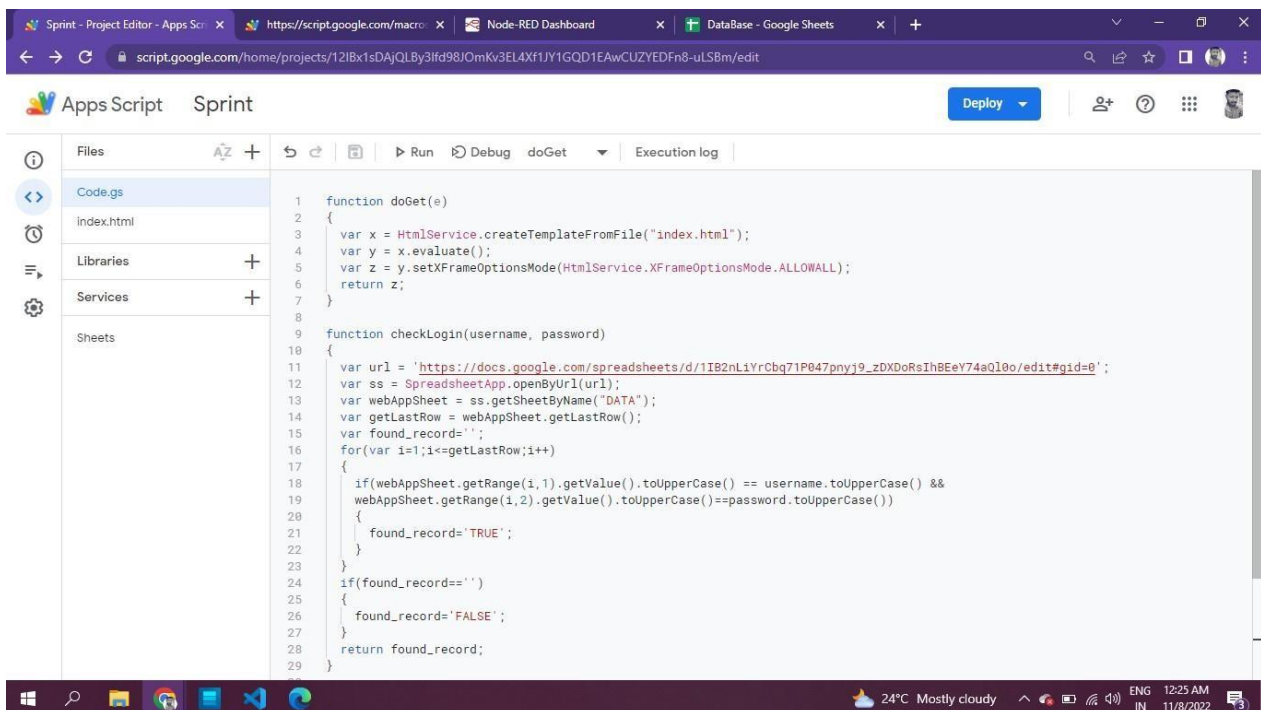 Sprint - Project Editor - Apps Scri
https://script.google.com/macro
Node-RED Dashboard
DataBase - Google Sheets
script.google.com/home/projects/12IBx1sDAjQLBy3Ifd98JOmKv3EL4Xf1JY1GQD1EAwCUZYEDFn8-uLSBm/edit
Apps Script Sprint
Deploy
Files
AZ
Run Debug doGet Execution log
Code.gs
index.html
Libraries
Services
Sheets
1 function doGet(e)
2 {
3 var x = HtmlService.createTemplateFromFile("index.html");
4 var y = x.evaluate();
5 var z = y.setXFrameOptionsMode(HtmlService.XFrameOptionsMode.ALLOWALL);
6 return z;
7 }
8
9 function checkLogin(username, password)
10 {
11 var url = 'https://docs.google.com/spreadsheets/d/1IB2nLiYrCbq71P047pnyj9_zDXDoRsIhBEeY74aQl0o/edit#gid=0';
12 var ss = SpreadsheetApp.openByUrl(url);
13 var webAppSheet = ss.getSheetByName("DATA");
14 var getLastRow = webAppSheet.getLastRow();
15 var found_record='';
16 for(var i=1;i<=getLastRow;i++)
17 {
18 if(webAppSheet.getRange(i,1).getValue().toUpperCase() == username.toUpperCase() &&
19 webAppSheet.getRange(i,2).getValue().toUpperCase()==password.toUpperCase())
20 {
21 found_record='TRUE';
22 }
23 }
24 if(found_record=='')
25 {
26 found_record='FALSE';
27 }
28 return found_record;
29 }
24°C Mostly cloudy
ENG
IN
12:25 AM
11/8/2022